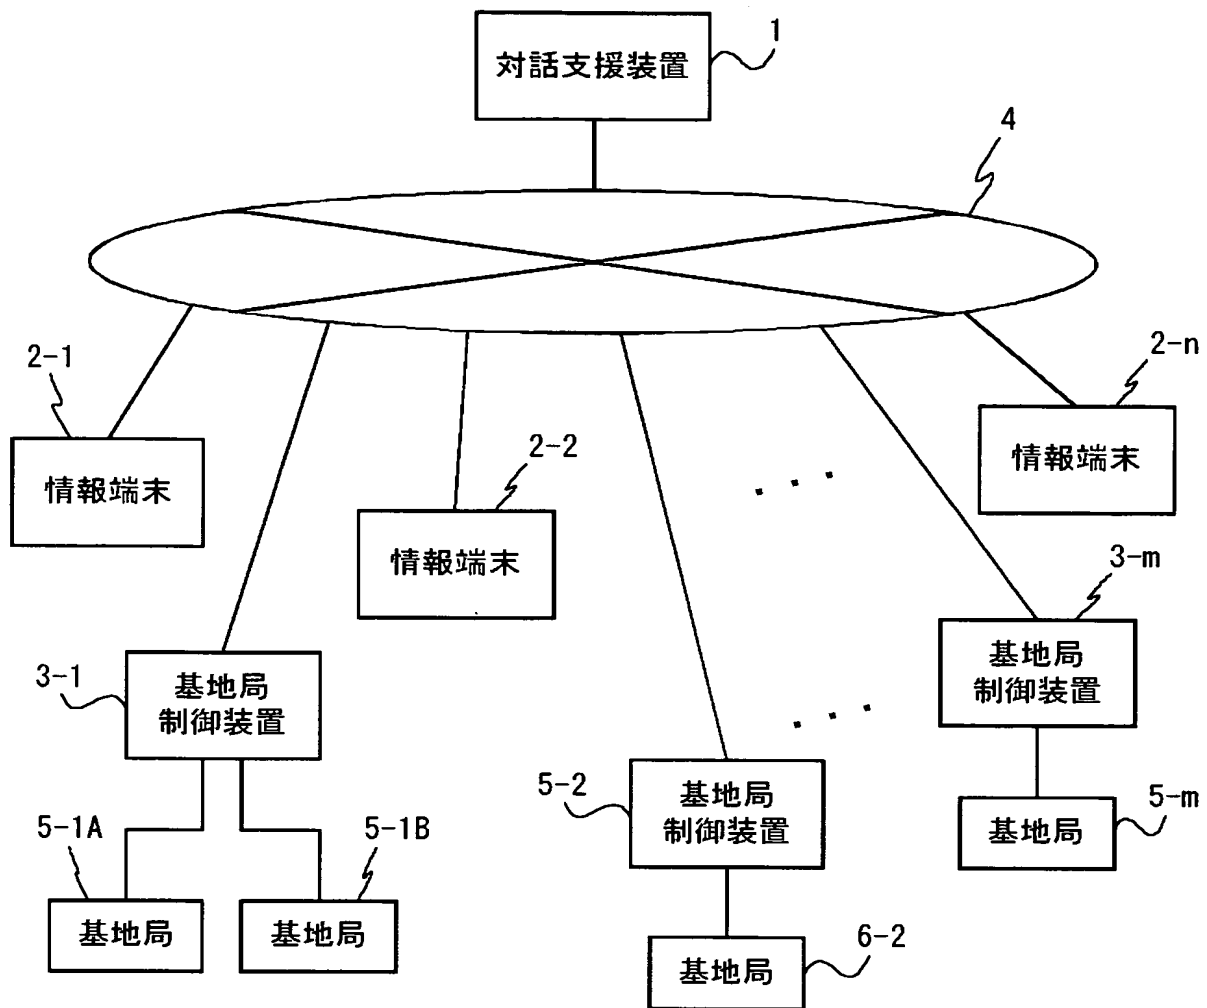 1
対話支援装置
4
2-1
情報端末
2-2
情報端末
2-n
情報端末
3-m
基地局
制御装置
3-1
基地局
制御装置
5-2
基地局
制御装置
5-m
基地局
5-1A
基地局
5-1B
基地局
6-2
基地局